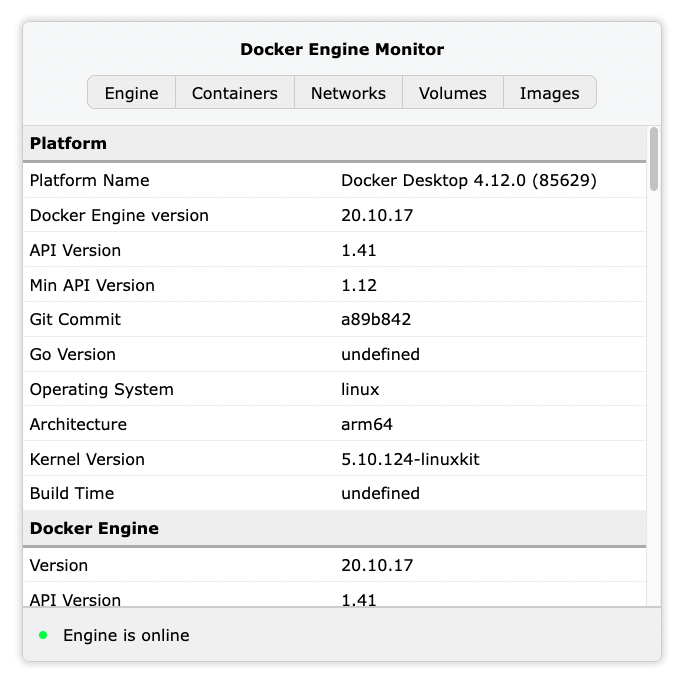 Docker Engine Monitor
Engine Containers Networks Volumes Images
Platform
Platform Name Docker Desktop 4.12.0 (85629)
Docker Engine version 20.10.17
API Version 1.41
Min API Version 1.12
Git Commit a89b842
Go Version undefined
Operating System linux
Architecture arm64
Kernel Version 5.10.124-linuxkit
Build Time undefined
Docker Engine
Version 20.10.17
API Version 1.41
Engine is online